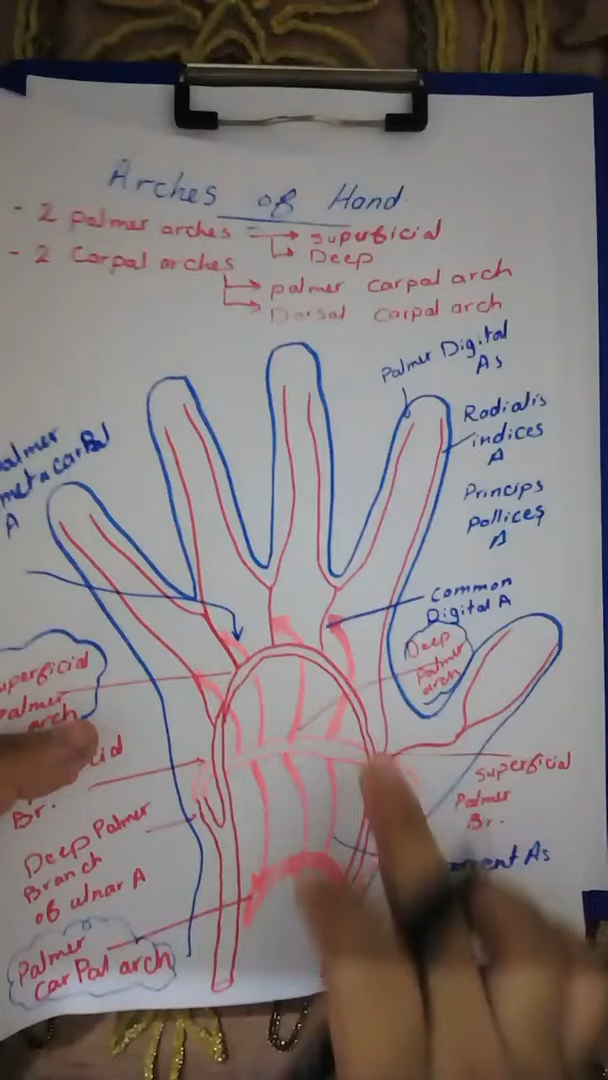 Arches of Hand
- 2 palmer arches = → superficial
↳ Deep
- 2 Carpal arches
→ palmer carpal arch
→ Dorsal carpal arch
Palmer Digital
As
Radialis
indices
A
Princips
pollices
A
metacarpal
A
Common
Digital A
Deep
Palmer
arch
Palmer
arch
superficial
Palmer
Br.
Br.
Deep Palmer
Branch
of ulnar A
As
Palmer
carpal arch